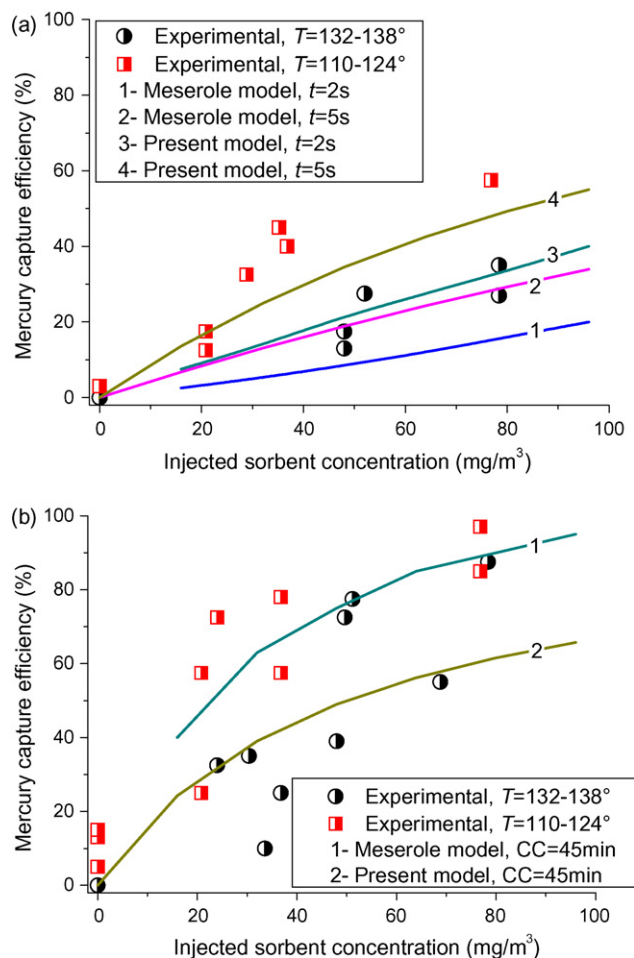 (a)
100
80
60
40
20
0
Mercury capture efficiency (%)
Experimental, T=132-138°
Experimental, T=110-124°
1- Meserole model, t=2s
2- Meserole model, t=5s
3- Present model, t=2s
4- Present model, t=5s
4
3
2
1
0 20 40 60 80 100
Injected sorbent concentration (mg/m³)
(b)
100
80
60
40
20
0
Mercury capture efficiency (%)
1
2
Experimental, T=132-138°
Experimental, T=110-124°
1- Meserole model, CC=45min
2- Present model, CC=45min
0 20 40 60 80 100
Injected sorbent concentration (mg/m³)